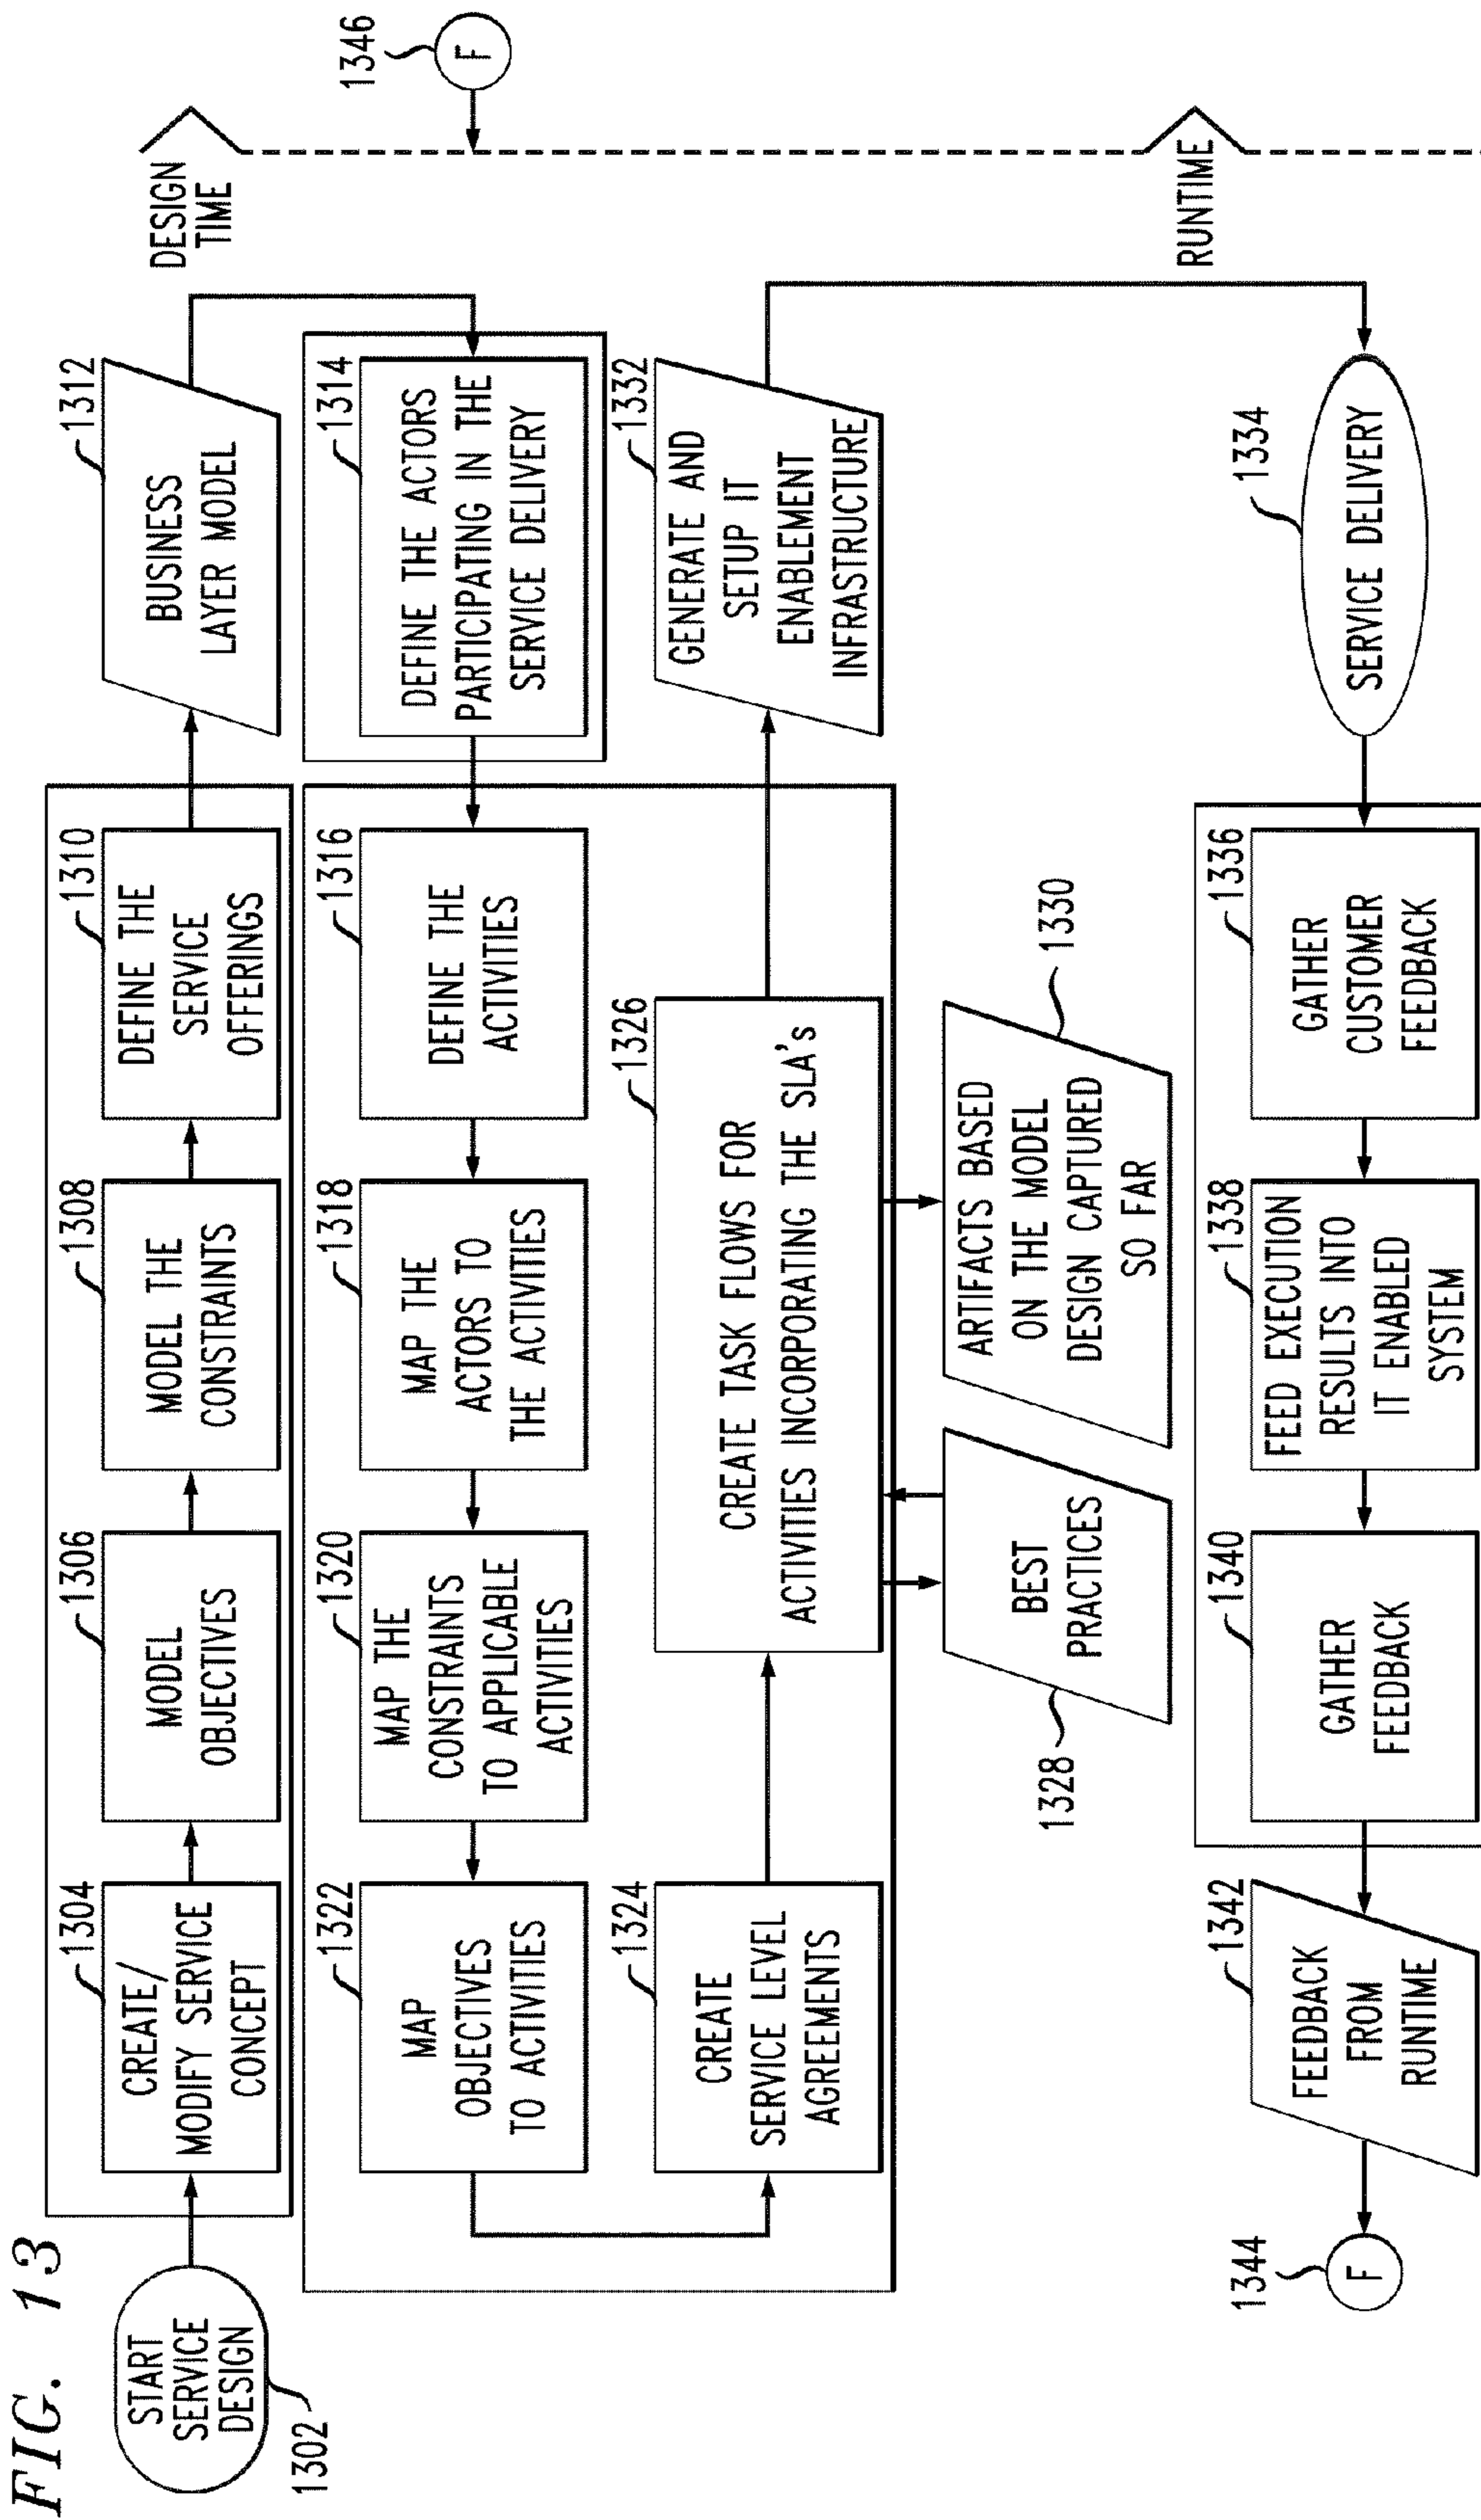 FIG. 13
START
SERVICE
DESIGN
1302
1304
CREATE/
MODIFY SERVICE
CONCEPT
1306
MODEL
OBJECTIVES
1308
MODEL THE
CONSTRAINTS
1310
DEFINE THE
SERVICE
OFFERINGS
1312
BUSINESS
LAYER MODEL
DESIGN
TIME
1322
MAP
OBJECTIVES
TO ACTIVITIES
1320
MAP THE
CONSTRAINTS
TO APPLICABLE
ACTIVITIES
1318
MAP THE
ACTORS TO
THE ACTIVITIES
1316
DEFINE THE
ACTIVITIES
1314
DEFINE THE ACTORS
PARTICIPATING IN THE
SERVICE DELIVERY
1346
F
1324
CREATE
SERVICE LEVEL
AGREEMENTS
1326
CREATE TASK FLOWS FOR
ACTIVITIES INCORPORATING THE SLA's
1332
GENERATE AND
SETUP IT
ENABLEMENT
INFRASTRUCTURE
1328
BEST
PRACTICES
ARTIFACTS BASED
ON THE MODEL
DESIGN CAPTURED
SO FAR
1330
RUNTIME
1344
F
1342
FEEDBACK
FROM
RUNTIME
1340
GATHER
FEEDBACK
1338
FEED EXECUTION
RESULTS INTO
IT ENABLED
SYSTEM
1336
GATHER
CUSTOMER
FEEDBACK
1334
SERVICE DELIVERY